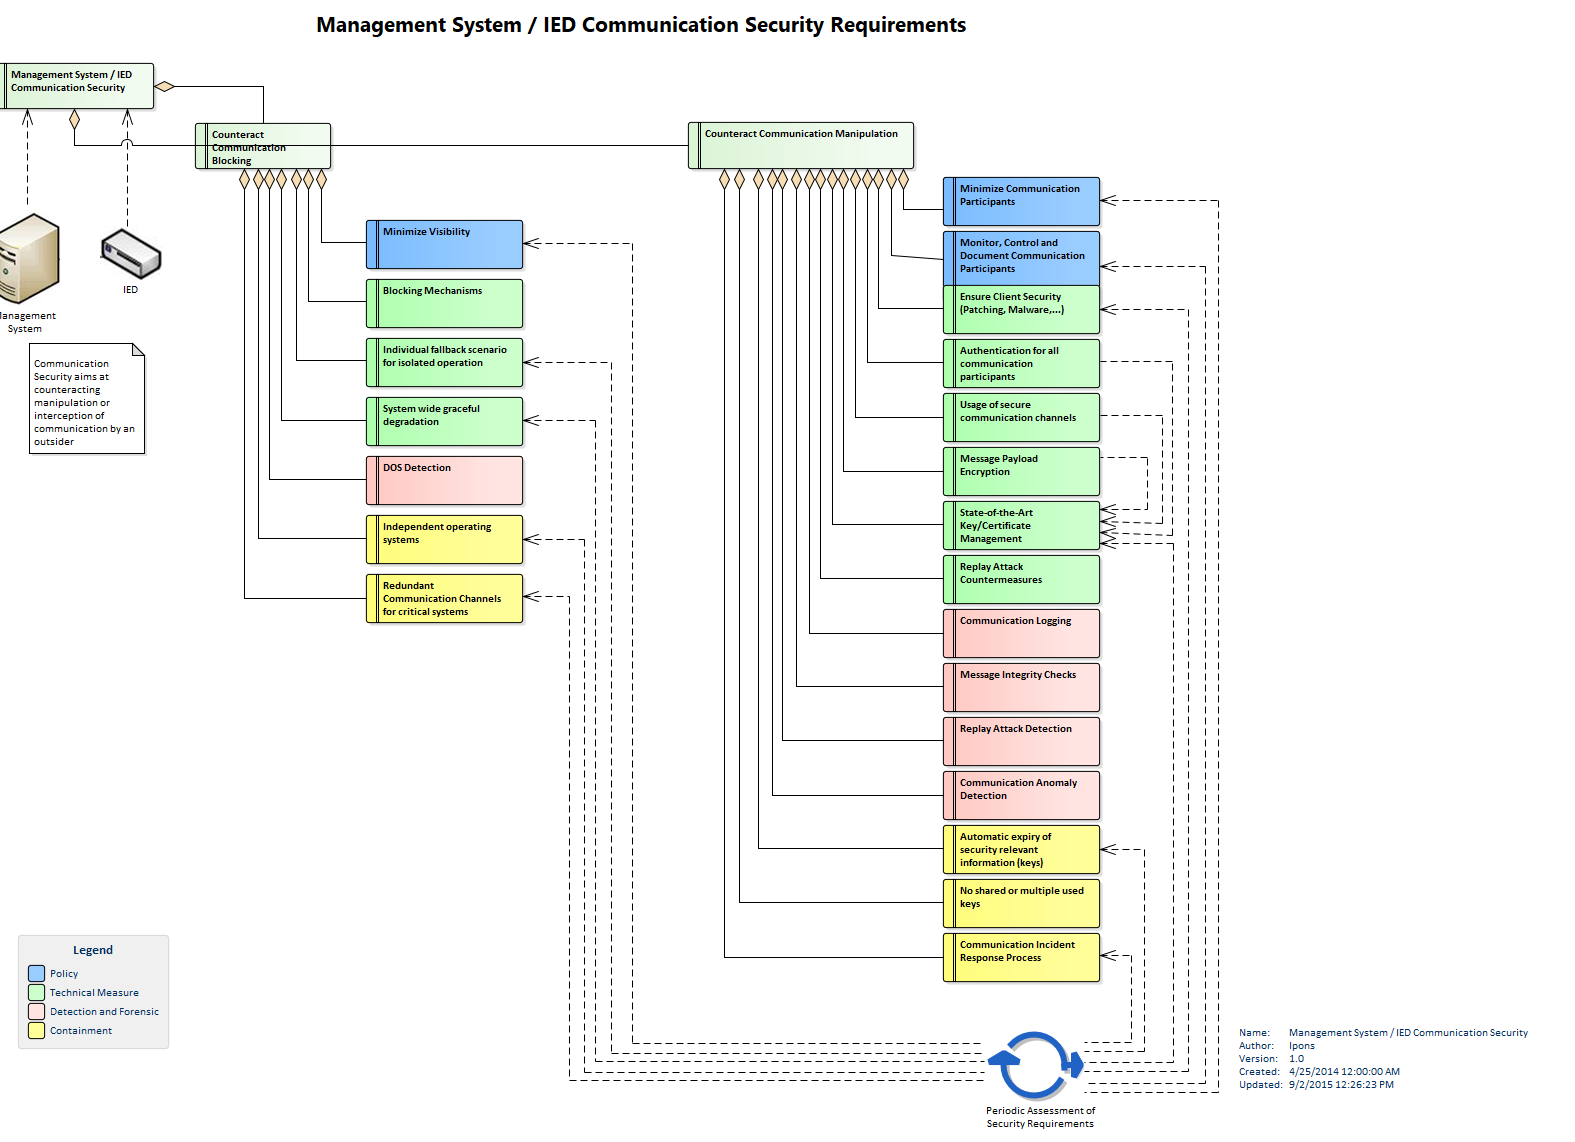 Management System / IED Communication Security Requirements
Management System / IED
Communication Security
Counteract
Communication
Blocking
Counteract Communication Manipulation
Minimize Visibility
Blocking Mechanisms
Individual fallback scenario
for isolated operation
System wide graceful
degradation
DOS Detection
Independent operating
systems
Redundant
Communication Channels
for critical systems
Minimize Communication
Participants
Monitor, Control and
Document Communication
Participants
Ensure Client Security
(Patching, Malware,...)
Authentication for all
communication
participants
Usage of secure
communication channels
Message Payload
Encryption
State-of-the-Art
Key/Certificate
Management
Replay Attack
Countermeasures
Communication Logging
Message Integrity Checks
Replay Attack Detection
Communication Anomaly
Detection
Automatic expiry of
security relevant
information (keys)
No shared or multiple used
keys
Communication Incident
Response Process
IED
anagement
System
Communication
Security aims at
counteracting
manipulation or
interception of
communication by an
outsider
Legend
Policy
Technical Measure
Detection and Forensic
Containment
Periodic Assessment of
Security Requirements
Name: Management System / IED Communication Security
Author: lpons
Version: 1.0
Created: 4/25/2014 12:00:00 AM
Updated: 9/2/2015 12:26:23 PM